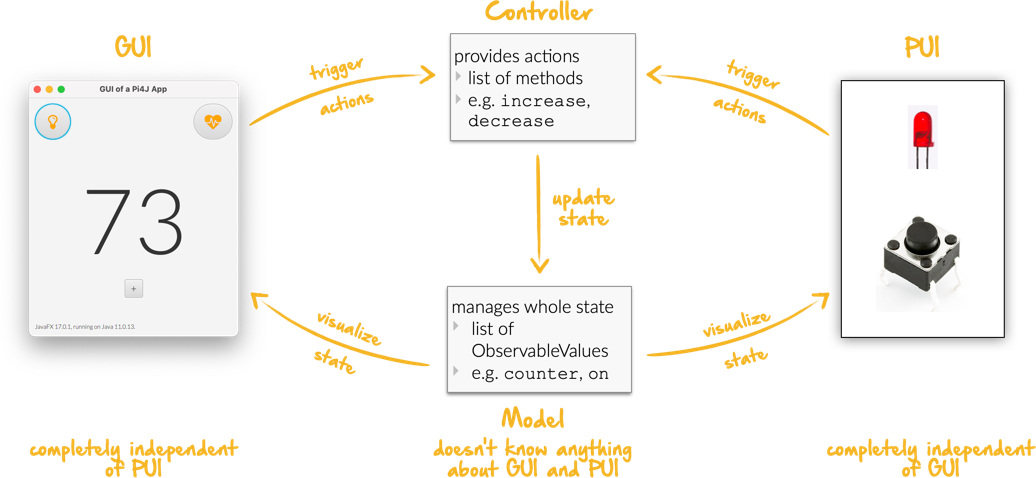 Controller
GUI
PUI
provides actions
list of methods
e.g. increase,
decrease
trigger
actions
trigger
actions
GUI of a Pi4J App
73
+
JavaFX 17.0.1, running on Java 11.0.13.
update
state
manages whole state
list of
ObservableValues
e.g. counter, on
visualize
state
visualize
state
Model
completely independent
of PUI
doesn't know anything
about GUI and PUI
completely independent
of GUI